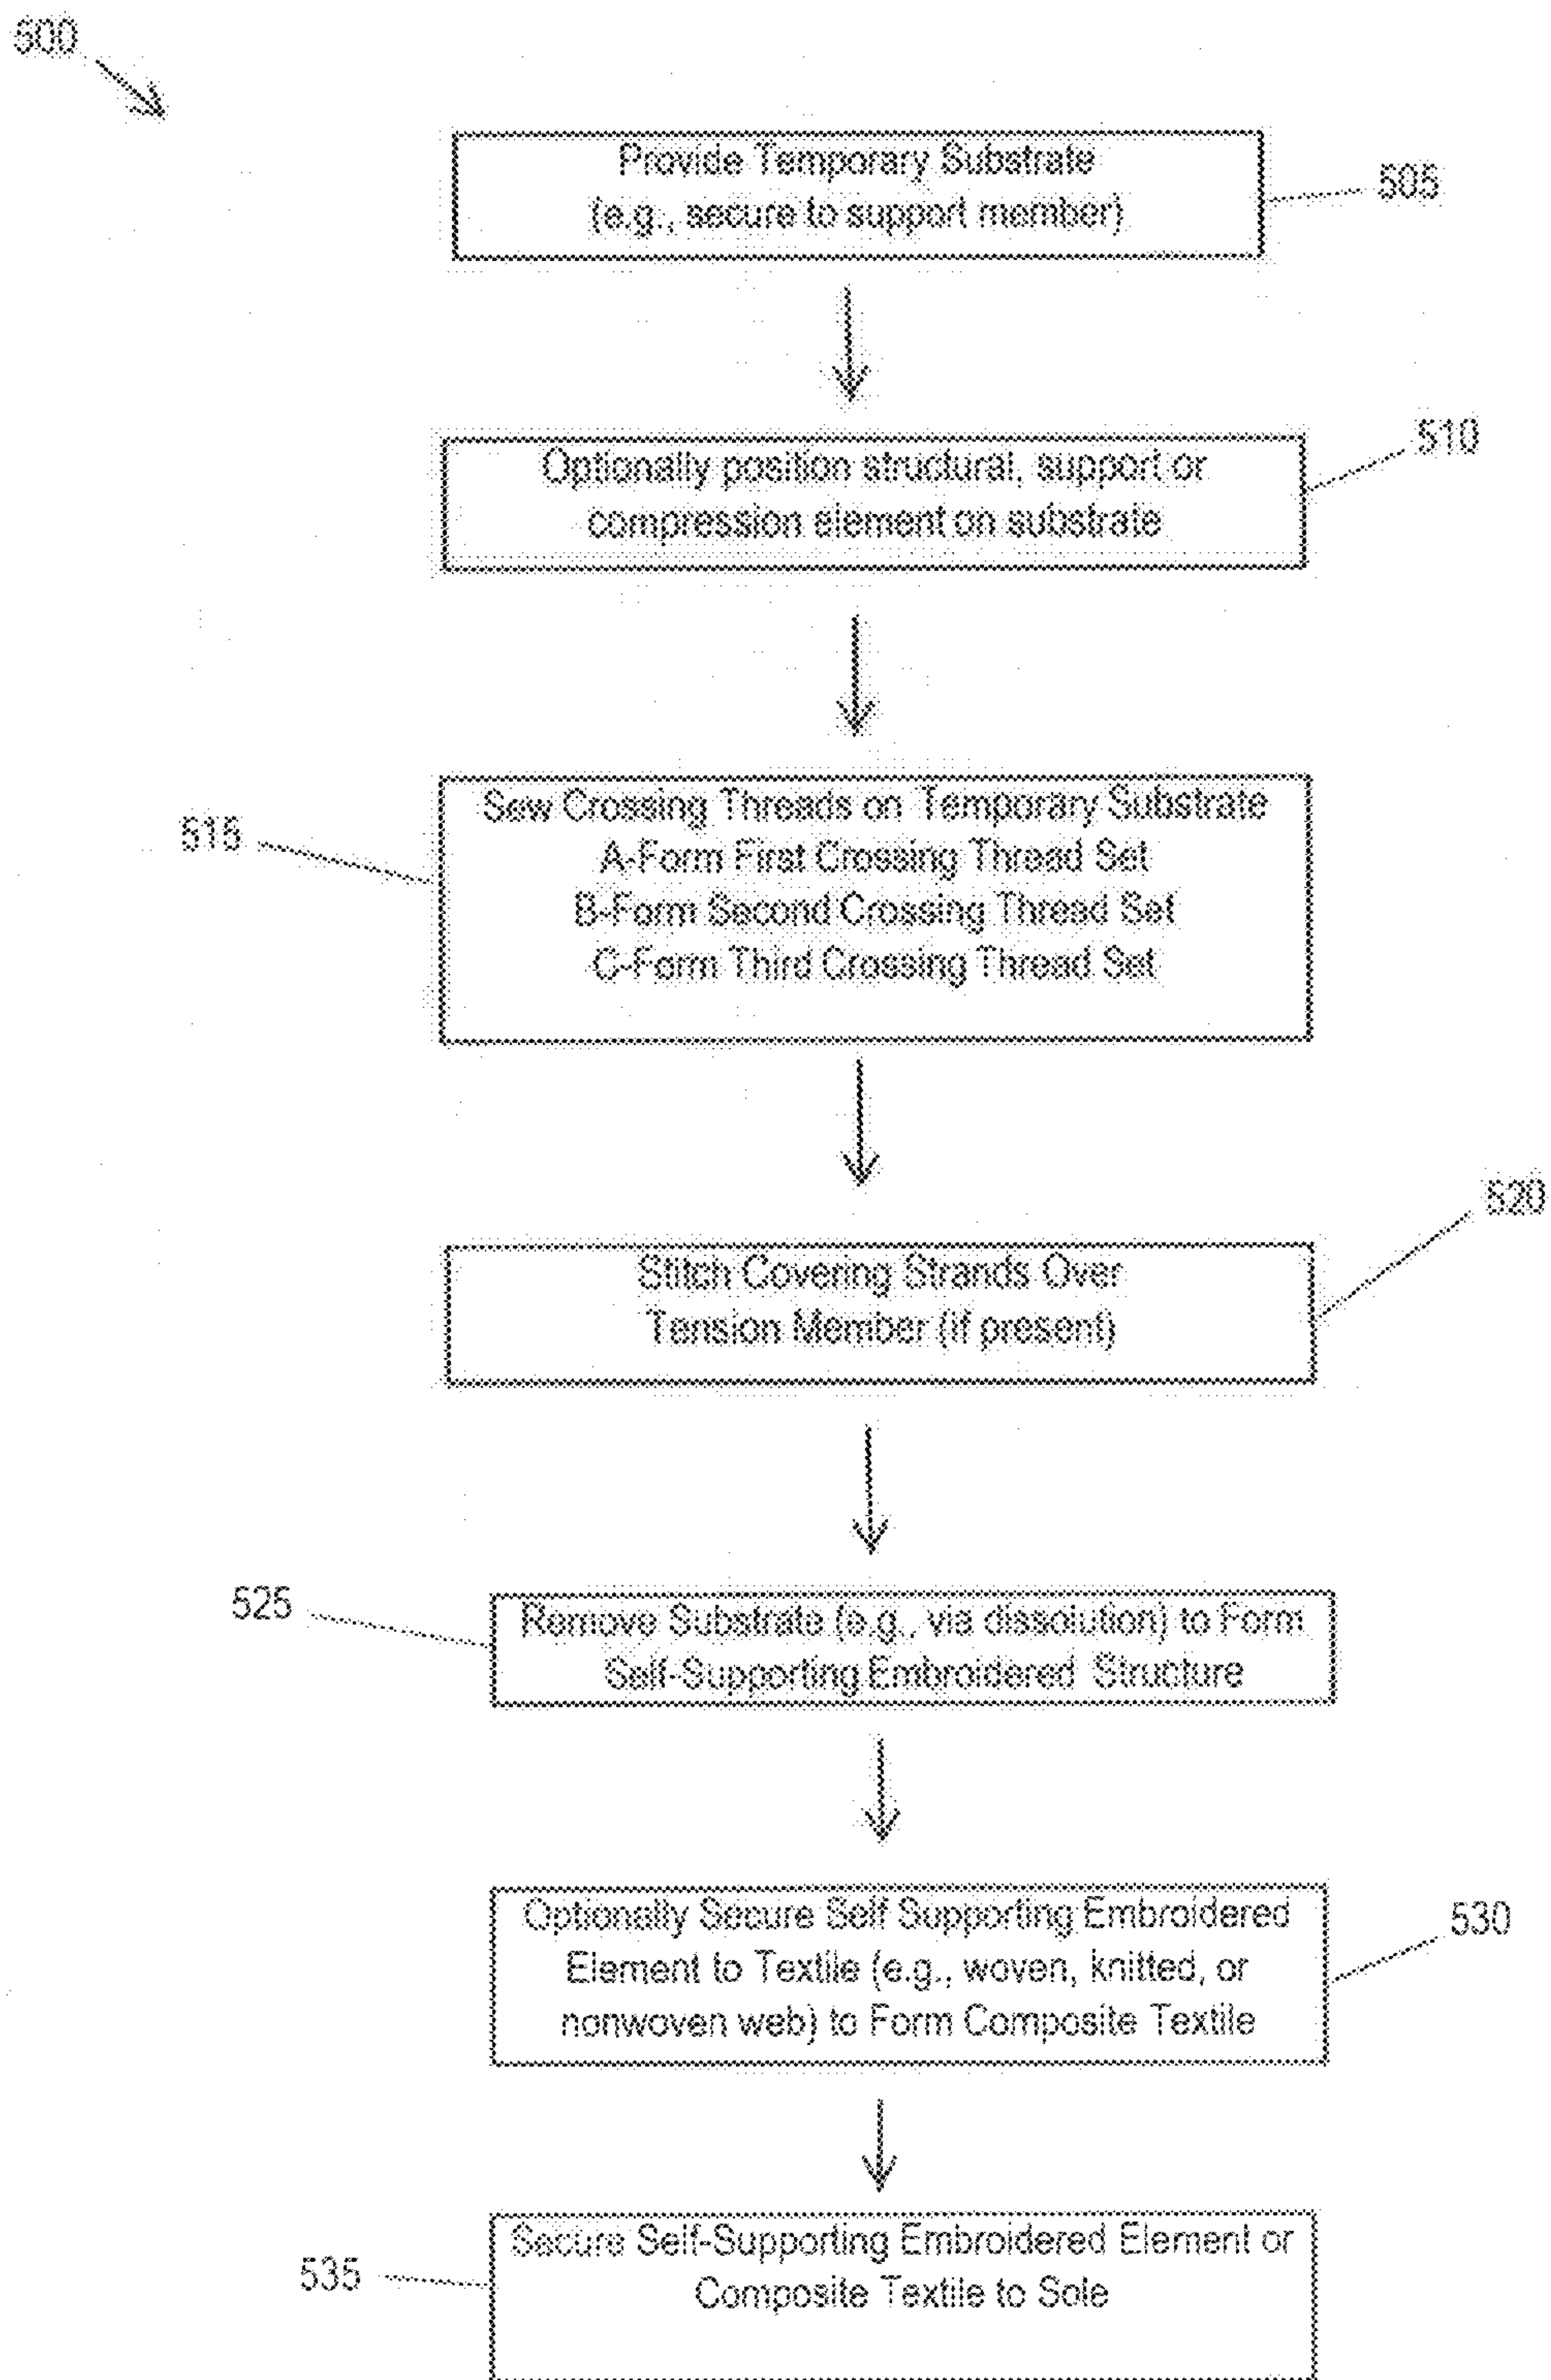 500
Provide Temporary Substrate
(e.g., secure to support member)
505
Optionally position structural, support or
compression element on substrate
510
515
Sew Crossing Threads on Temporary Substrate
A-Form First Crossing Thread Set
B-Form Second Crossing Thread Set
C-Form Third Crossing Thread Set
Stitch Covering Strands Over
Tension Member (if present)
520
525
Remove Substrate (e.g., via dissolution) to Form
Self-Supporting Embroidered Structure
Optionally Secure Self Supporting Embroidered
Element to Textile (e.g., woven, knitted, or
nonwoven web) to Form Composite Textile
530
535
Secure Self-Supporting Embroidered Element or
Composite Textile to Sole